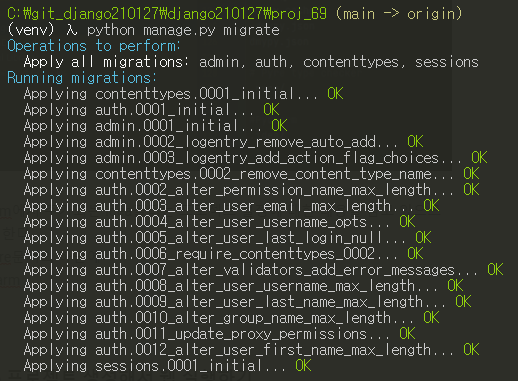 C:₩git_django210127₩django210127₩proj_69 (main -> origin)
(venv) λ python manage.py migrate
Operations to perform:
  Apply all migrations: admin, auth, contenttypes, sessions
Running migrations:
  Applying contenttypes.0001_initial... OK
  Applying auth.0001_initial... OK
  Applying admin.0001_initial... OK
  Applying admin.0002_logentry_remove_auto_add... OK
  Applying admin.0003_logentry_add_action_flag_choices... OK
  Applying contenttypes.0002_remove_content_type_name... OK
  Applying auth.0002_alter_permission_name_max_length... OK
  Applying auth.0003_alter_user_email_max_length... OK
  Applying auth.0004_alter_user_username_opts... OK
  Applying auth.0005_alter_user_last_login_null... OK
  Applying auth.0006_require_contenttypes_0002... OK
  Applying auth.0007_alter_validators_add_error_messages... OK
  Applying auth.0008_alter_user_username_max_length... OK
  Applying auth.0009_alter_user_last_name_max_length... OK
  Applying auth.0010_alter_group_name_max_length... OK
  Applying auth.0011_update_proxy_permissions... OK
  Applying auth.0012_alter_user_first_name_max_length... OK
  Applying sessions.0001_initial... OK